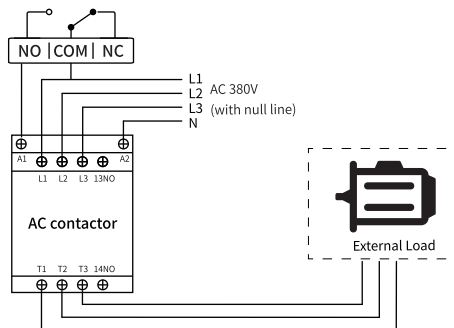 NO | COM | NC
L1
L2 AC 380V
L3 (with null line)
N
A1 A2
L1 L2 L3 13NO
AC contactor
External Load
T1 T2 T3 14NO